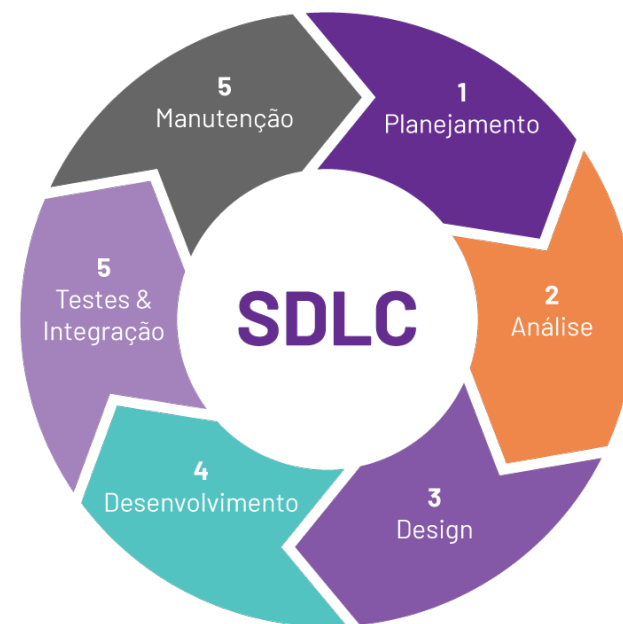 1
Planejamento
2
Análise
3
Design
4
Desenvolvimento
5
Testes &
Integração
5
Manutenção
SDLC